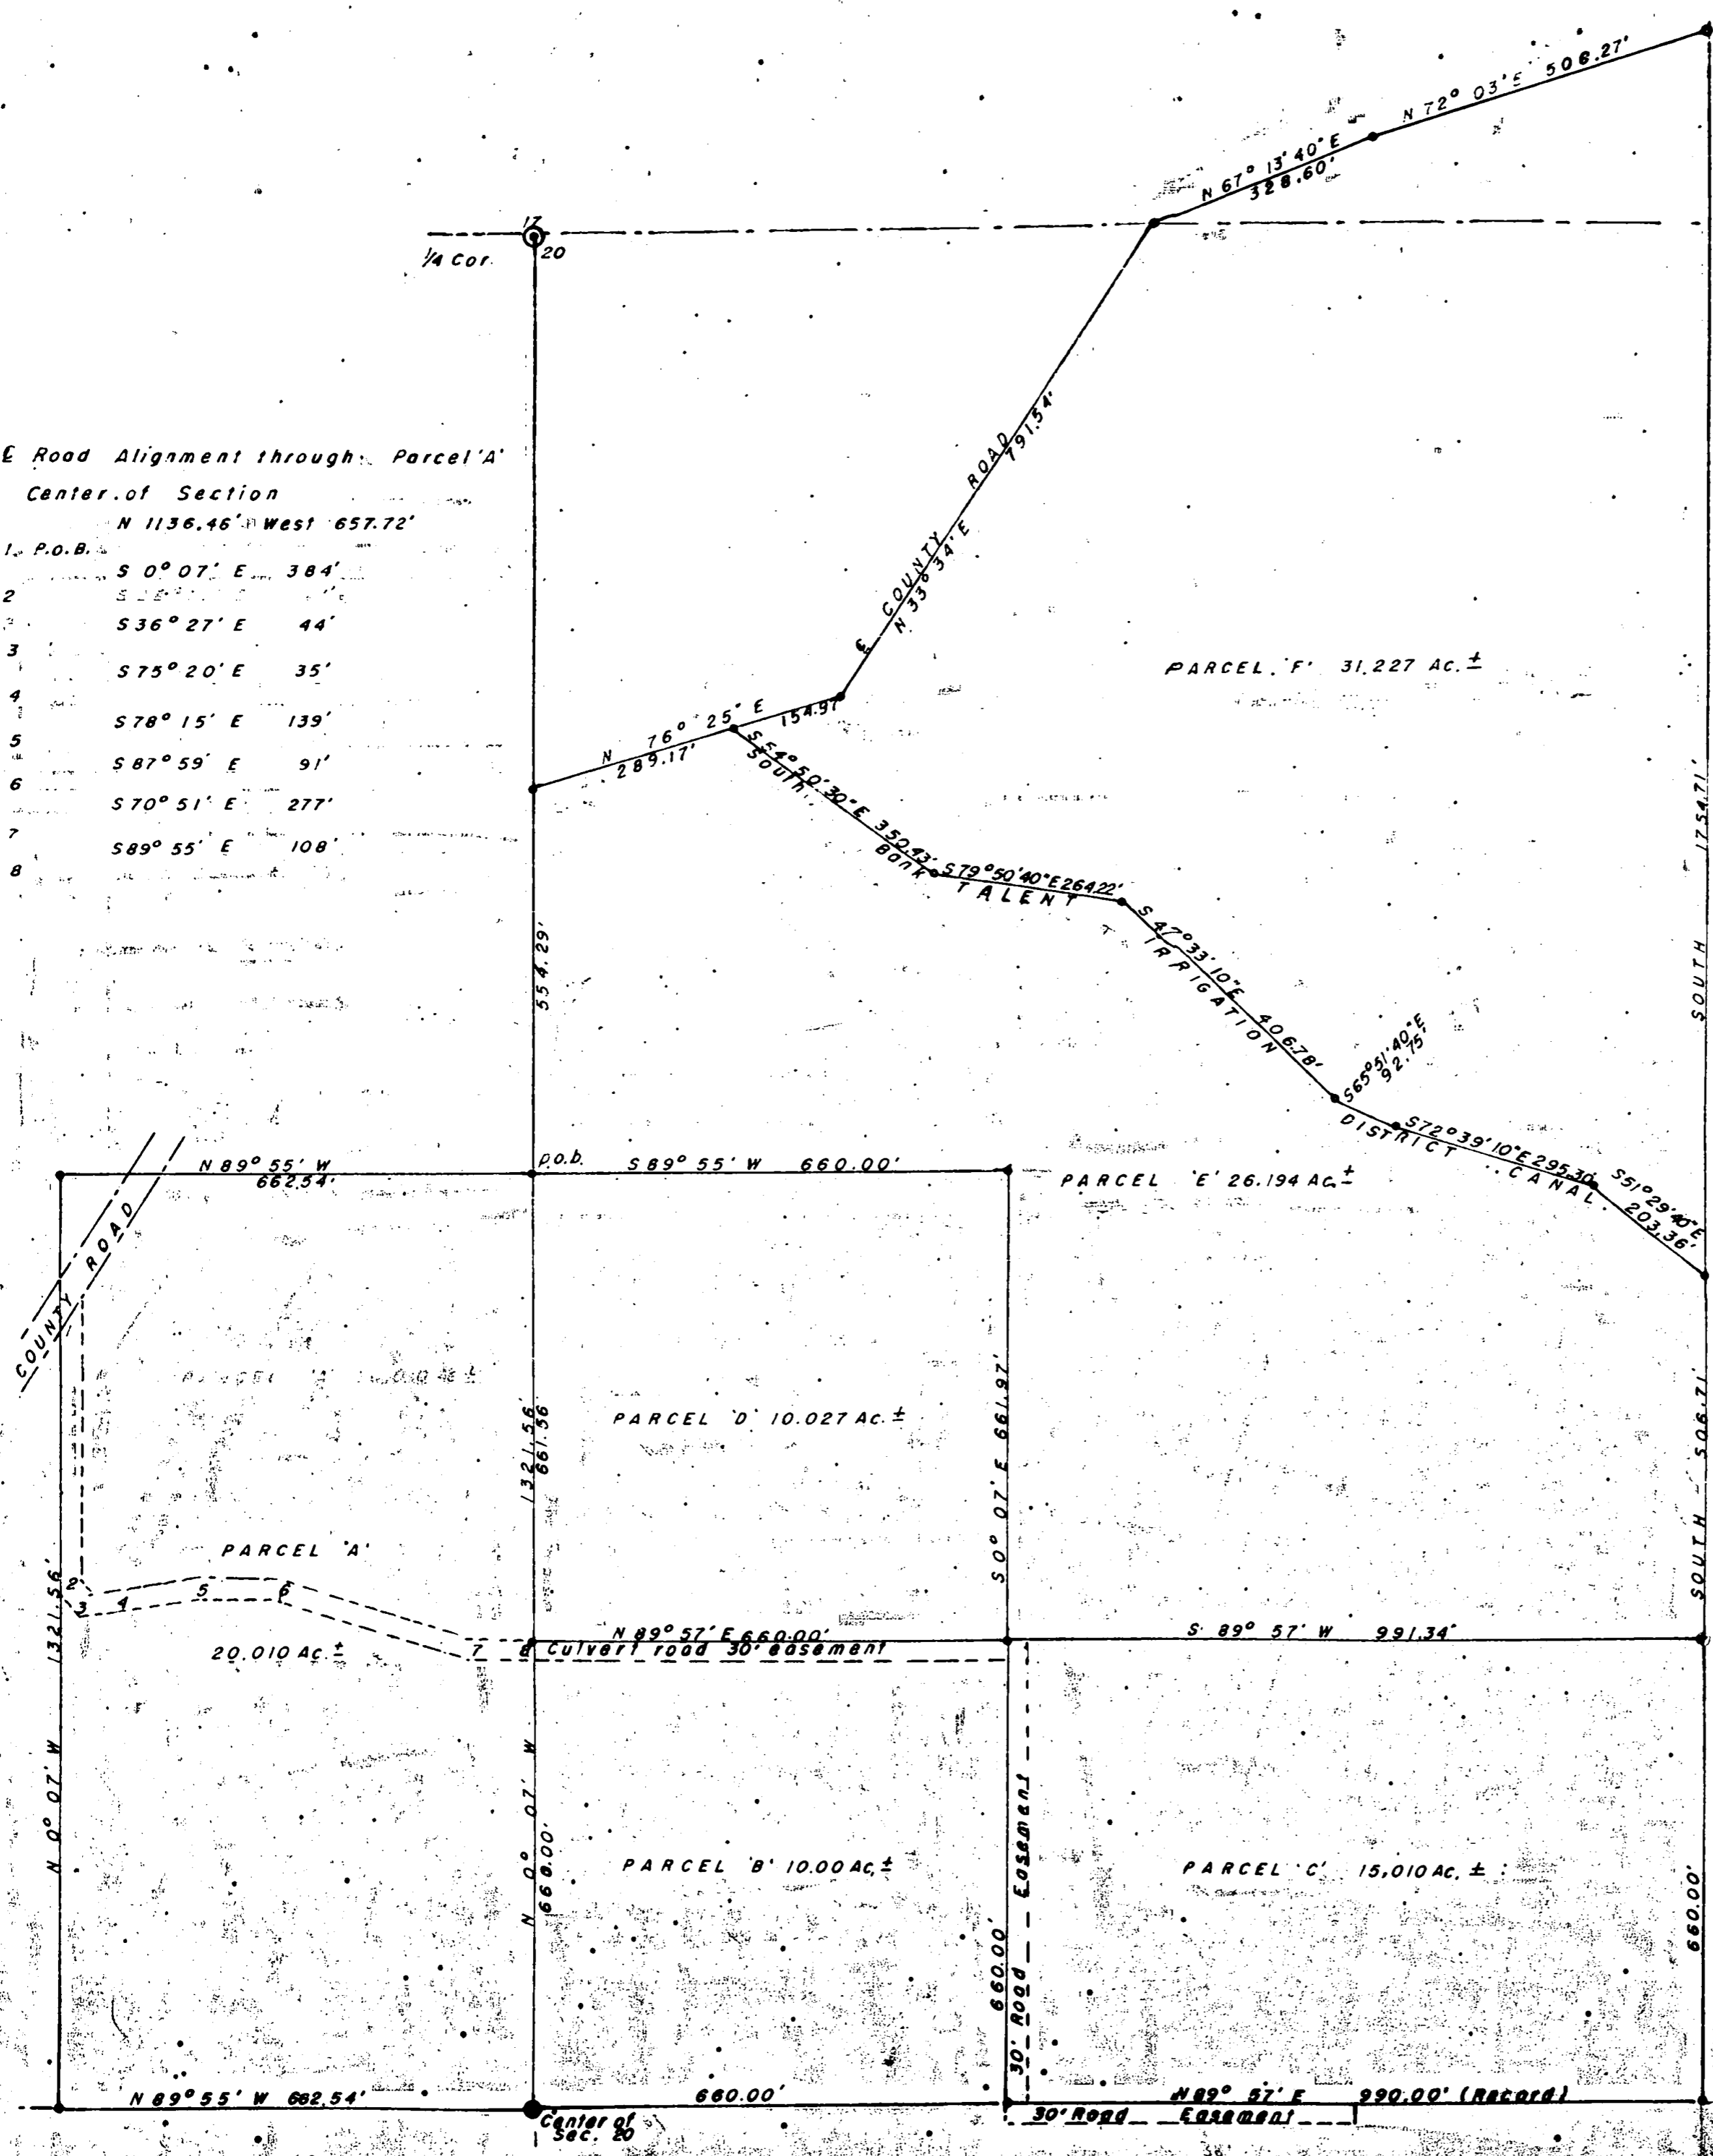 N 72° 03' E 506.27'
N 67° 13' 40" E
328.60'
17
20
1/4 Cor.
COUNTY ROAD
N. 33° 34' E 791.54'
℄
℄ Road Alignment through Parcel 'A'
Center of Section
N 1136.46' West 657.72'
1. P.O.B.
S 0° 07' E 384'
2
S 36° 27' E 44'
3
S 75° 20' E 35'
4
S 78° 15' E 139'
5
S 87° 59' E 91'
6
S 70° 51' E 277'
7
S 89° 55' E 108'
8
PARCEL 'F' 31.227 AC. ±
N 76° 25' E
289.17'
154.97'
S 54° 50' 30" E 350.43'
South Bank
S 79° 50' 40" E 264.22'
TALENT
S 47° 33' 10" E 406.78'
IRRIGATION
S 65° 51' 40" E
92.75'
S 72° 39' 10" E 295.30
DISTRICT CANAL
S 51° 29' 40" E
203.36'
SOUTH 1754.71'
554.29'
N 89° 55' W
662.54'
p.o.b.
S 89° 55' W 660.00'
PARCEL 'E' 26.194 AC. ±
COUNTY ROAD
1321.56'
661.56'
PARCEL 'D' 10.027 AC. ±
S 0° 07' E 661.97'
SOUTH - 506.71'
PARCEL 'A'
20.010 AC. ±
2
3
4
5
6
7
8
N 89° 57' E 660.00'
Culvert road 30' easement
S. 89° 57' W 991.34'
N 0° 07' W 1321.56'
N 0° 07' W
660.00'
PARCEL 'B' 10.00 AC. ±
660.00'
30' Road Easement
PARCEL 'C' 15.010 AC. ±
660.00'
N 89° 55' W 662.54'
Center of
Sec. 20
660.00'
N 89° 57' E 990.00' (Record)
30' Road Easement